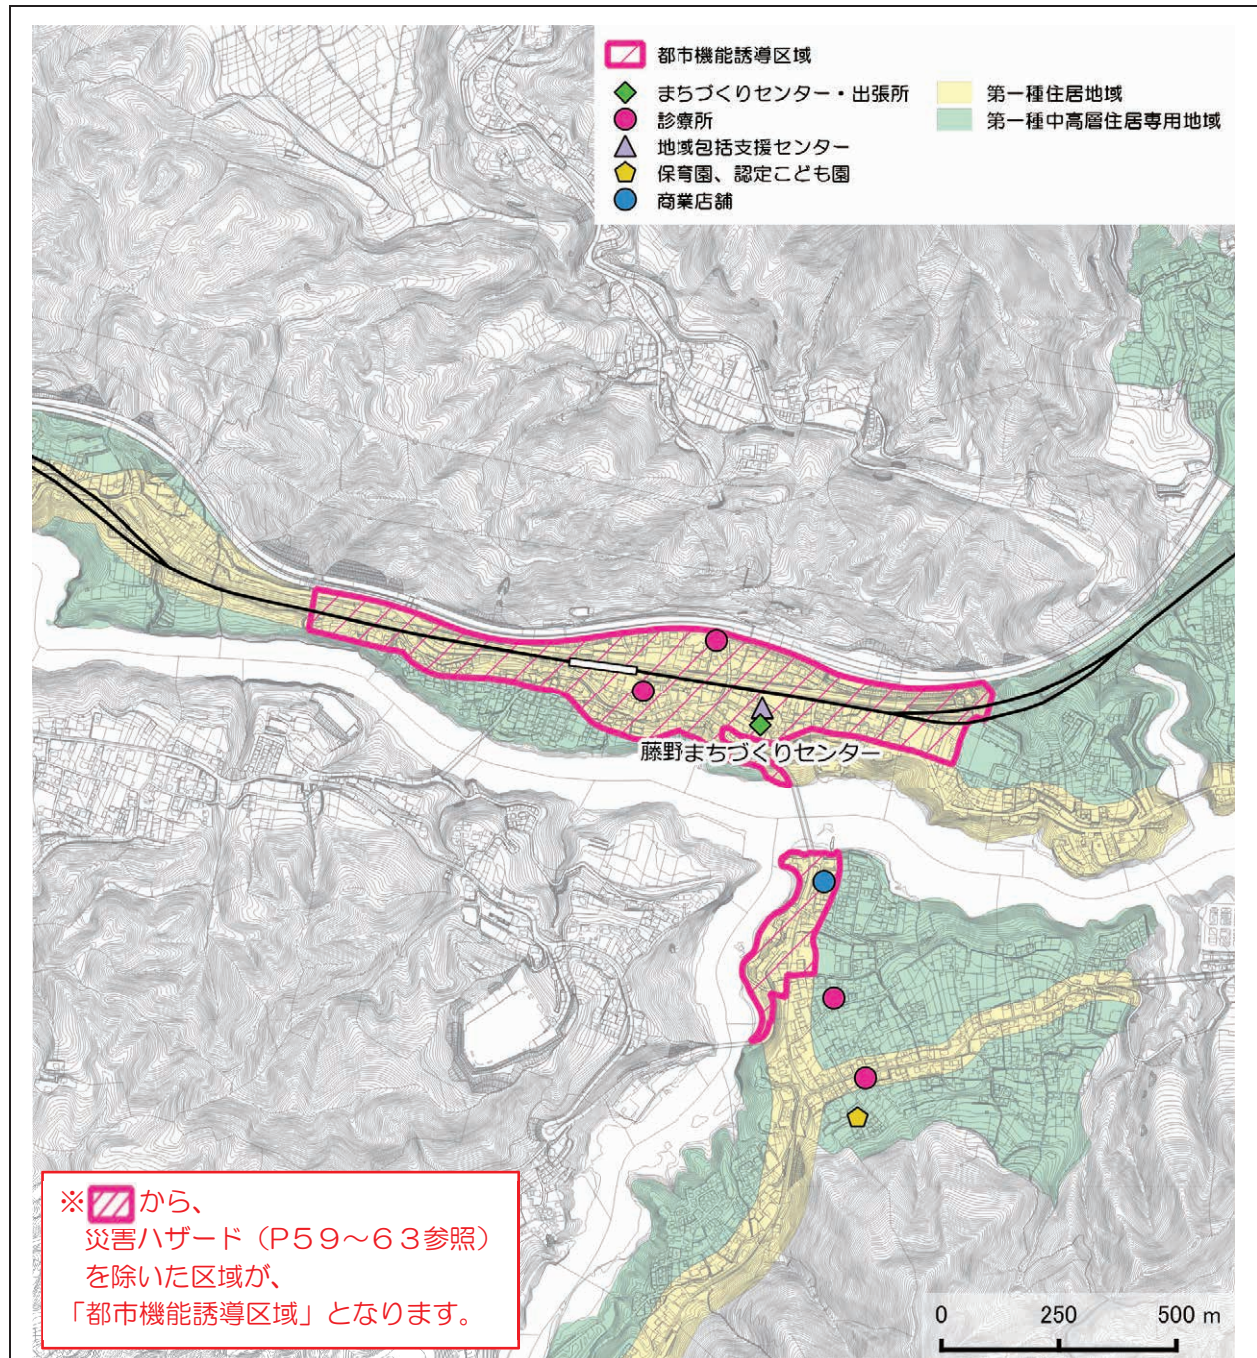 都市機能誘導区域
まちづくりセンター・出張所
診療所
地域包括支援センター
保育園、認定こども園
商業店舗
第一種住居地域
第一種中高層住居専用地域
藤野まちづくりセンター
※から、
災害ハザード（P59～63参照）
を除いた区域が、
「都市機能誘導区域」となります。
0 250 500 m